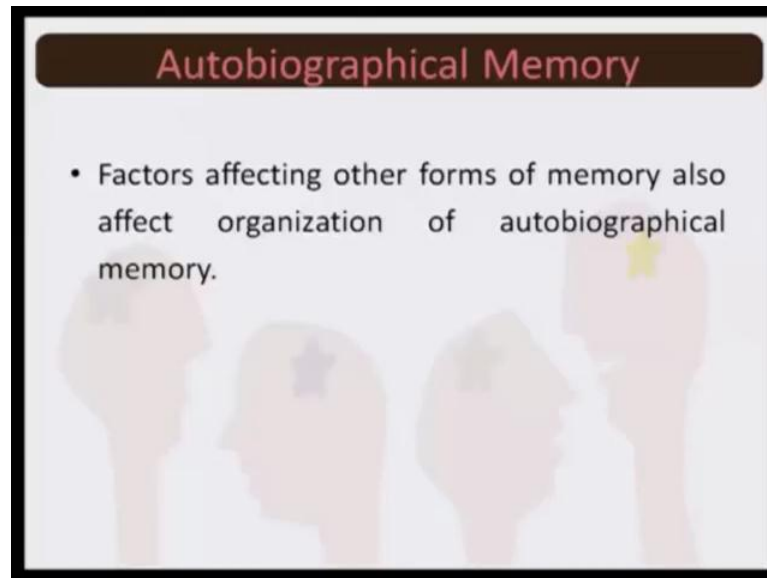 Autobiographical Memory
• Factors affecting other forms of memory also
affect organization of autobiographical
memory.